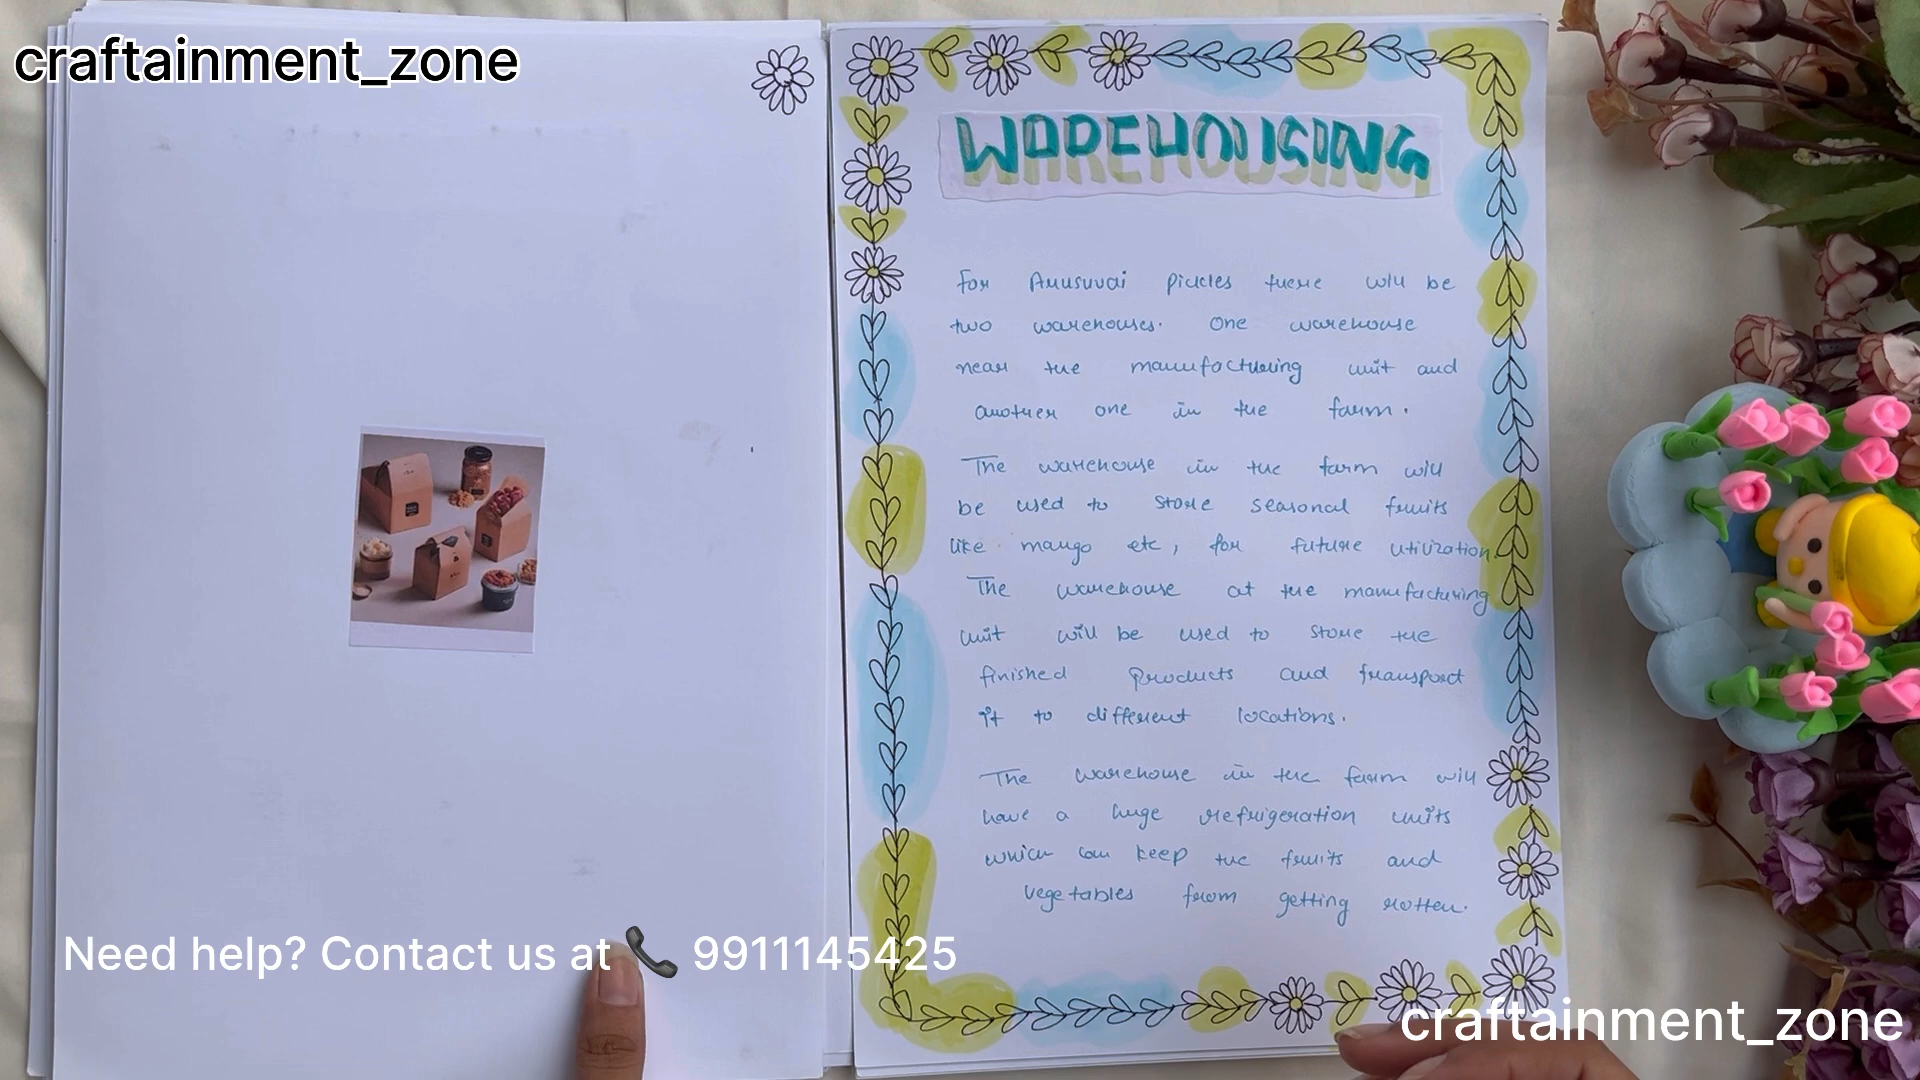 craftainment_zone
WAREHOUSING
For Arusuvai pickles there will be
two warehouses. One warehouse
near the manufacturing unit and
another one in the farm.
The warehouse in the farm will
be used to store seasonal fruits
like mango etc, for future utilization
The warehouse at the manufacturing
unit will be used to store the
finished products and transport
it to different locations.
The warehouse in the farm will
have a huge refrigeration units
which can keep the fruits and
vegetables from getting rotten.
Need help? Contact us at 📞 9911145425
craftainment_zone